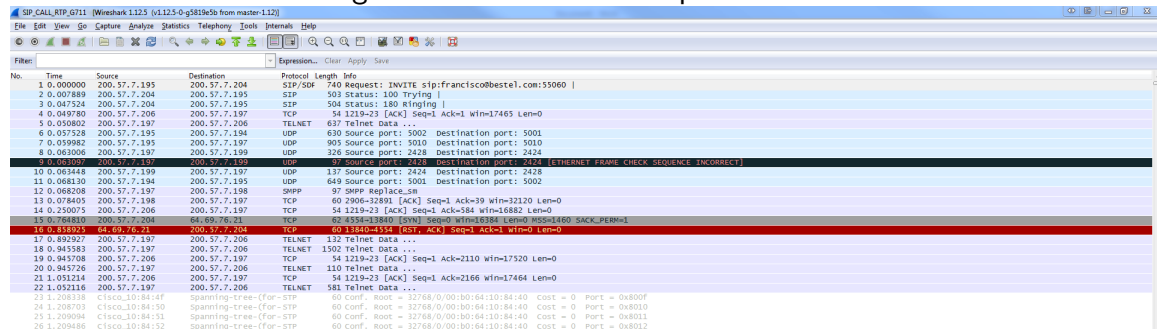 SIP_CALL_RTP_G711 [Wireshark 1.12.5 (v1.12.5-0-g5819e5b from master-1.12)]
File Edit View Go Capture Analyze Statistics Telephony Tools Internals Help
Filter: Expression... Clear Apply Save
No. Time Source Destination Protocol Length Info
1 0.000000 200.57.7.195 200.57.7.204 SIP/SDF 740 Request: INVITE sip:francisco@bestel.com:55060 |
2 0.007889 200.57.7.204 200.57.7.195 SIP 503 Status: 100 Trying |
3 0.047524 200.57.7.204 200.57.7.195 SIP 504 Status: 180 Ringing |
4 0.049780 200.57.7.206 200.57.7.197 TCP 54 1219→23 [ACK] Seq=1 Ack=1 Win=17465 Len=0
5 0.050802 200.57.7.197 200.57.7.206 TELNET 637 Telnet Data ...
6 0.057528 200.57.7.195 200.57.7.194 UDP 630 Source port: 5002 Destination port: 5001
7 0.059982 200.57.7.197 200.57.7.195 UDP 905 Source port: 5010 Destination port: 5010
8 0.063006 200.57.7.197 200.57.7.199 UDP 326 Source port: 2428 Destination port: 2424
9 0.063097 200.57.7.197 200.57.7.199 UDP 97 Source port: 2428 Destination port: 2424 [ETHERNET FRAME CHECK SEQUENCE INCORRECT]
10 0.063448 200.57.7.199 200.57.7.197 UDP 137 Source port: 2424 Destination port: 2428
11 0.068130 200.57.7.194 200.57.7.195 UDP 649 Source port: 5001 Destination port: 5002
12 0.068208 200.57.7.197 200.57.7.198 SMPP 97 SMPP Replace_sm
13 0.078405 200.57.7.198 200.57.7.197 TCP 60 2906→32891 [ACK] Seq=1 Ack=39 Win=32120 Len=0
14 0.250075 200.57.7.206 200.57.7.197 TCP 54 1219→23 [ACK] Seq=1 Ack=584 Win=16882 Len=0
15 0.764810 200.57.7.204 64.69.76.21 TCP 62 4554→13840 [SYN] Seq=0 Win=16384 Len=0 MSS=1460 SACK_PERM=1
16 0.858925 64.69.76.21 200.57.7.204 TCP 60 13840→4554 [RST, ACK] Seq=1 Ack=1 Win=0 Len=0
17 0.892927 200.57.7.197 200.57.7.206 TELNET 132 Telnet Data ...
18 0.945583 200.57.7.197 200.57.7.206 TELNET 1502 Telnet Data ...
19 0.945708 200.57.7.206 200.57.7.197 TCP 54 1219→23 [ACK] Seq=1 Ack=2110 Win=17520 Len=0
20 0.945726 200.57.7.197 200.57.7.206 TELNET 110 Telnet Data ...
21 1.051214 200.57.7.206 200.57.7.197 TCP 54 1219→23 [ACK] Seq=1 Ack=2166 Win=17464 Len=0
22 1.052116 200.57.7.197 200.57.7.206 TELNET 581 Telnet Data ...
23 1.208338 Cisco_10:84:4f Spanning-tree-(for- STP 60 Conf. Root = 32768/0/00:b0:64:10:84:40 Cost = 0 Port = 0x800f
24 1.208703 Cisco_10:84:50 Spanning-tree-(for- STP 60 Conf. Root = 32768/0/00:b0:64:10:84:40 Cost = 0 Port = 0x8010
25 1.209094 Cisco_10:84:51 Spanning-tree-(for- STP 60 Conf. Root = 32768/0/00:b0:64:10:84:40 Cost = 0 Port = 0x8011
26 1.209486 Cisco_10:84:52 Spanning-tree-(for- STP 60 Conf. Root = 32768/0/00:b0:64:10:84:40 Cost = 0 Port = 0x8012